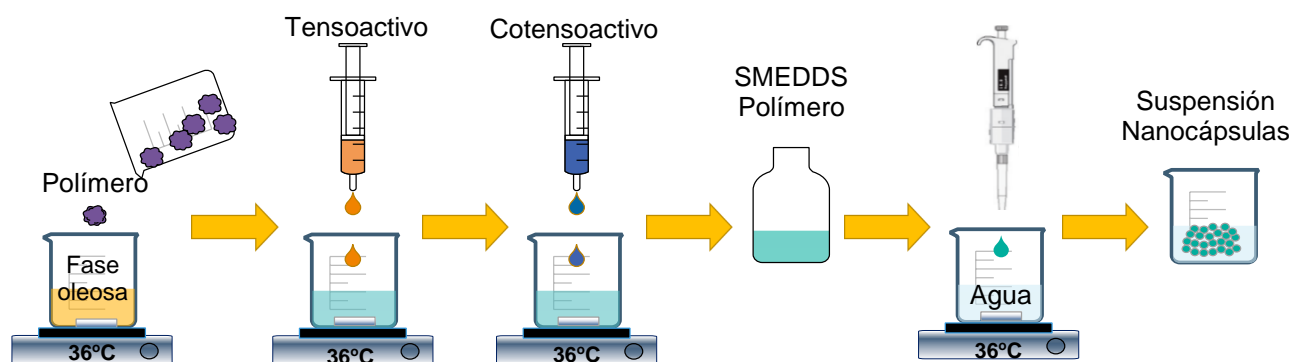 Tensoactivo
Cotensoactivo
SMEDDS
Polímero
Suspensión
Nanocápsulas
Polímero
Fase
oleosa
Agua
36ºC
36ºC
36ºC
36ºC